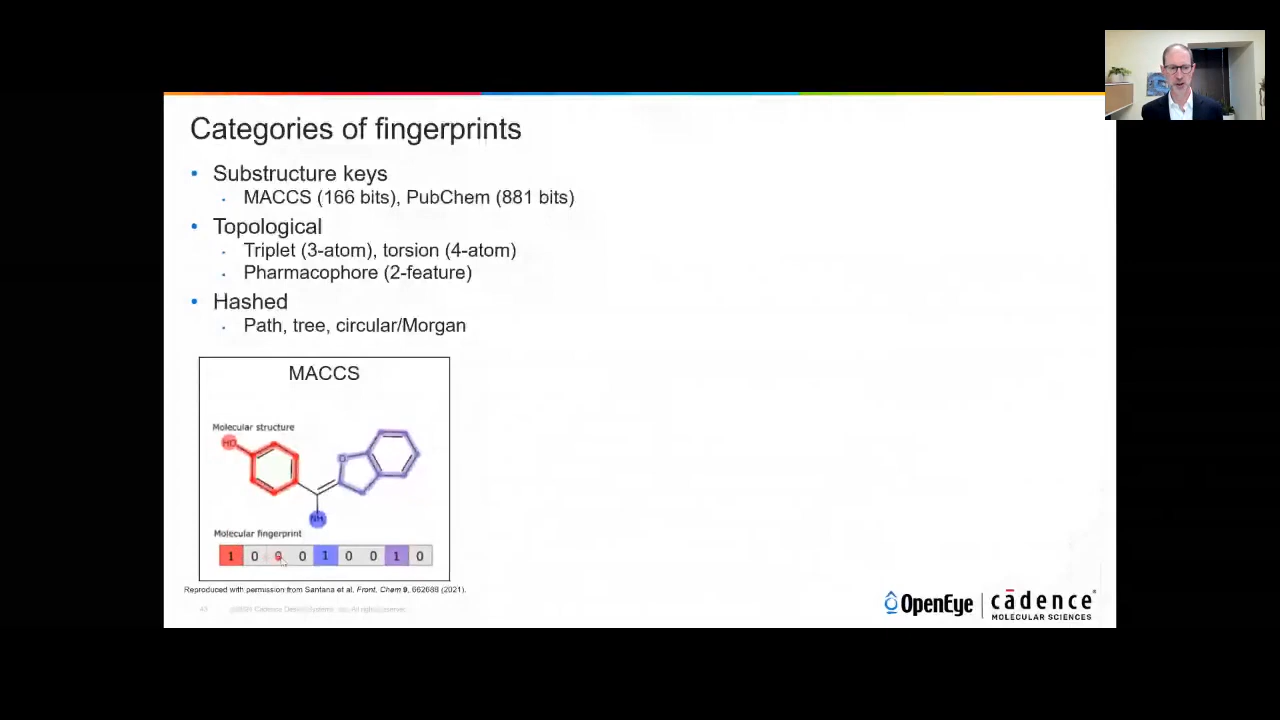 Categories of fingerprints
• Substructure keys
• MACCS (166 bits), PubChem (881 bits)
• Topological
• Triplet (3-atom), torsion (4-atom)
• Pharmacophore (2-feature)
• Hashed
• Path, tree, circular/Morgan
MACCS
Molecular structure
HO
O
NH
Molecular fingerprint
1 0 0 0 1 0 0 1 0
Reproduced with permission from Santana et al, Front. Chem 9, 662688 (2021).
OpenEye | cādence
MOLECULAR SCIENCES